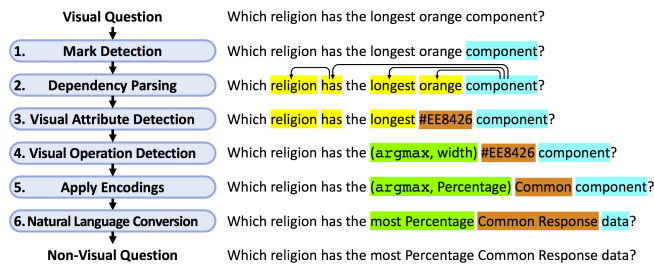 Visual Question Which religion has the longest orange component?
1. Mark Detection Which religion has the longest orange component?
2. Dependency Parsing Which religion has the longest orange component?
3. Visual Attribute Detection Which religion has the longest #EE8426 component?
4. Visual Operation Detection Which religion has the (argmax, width) #EE8426 component?
5. Apply Encodings Which religion has the (argmax, Percentage) Common component?
6. Natural Language Conversion Which religion has the most Percentage Common Response data?
Non-Visual Question Which religion has the most Percentage Common Response data?